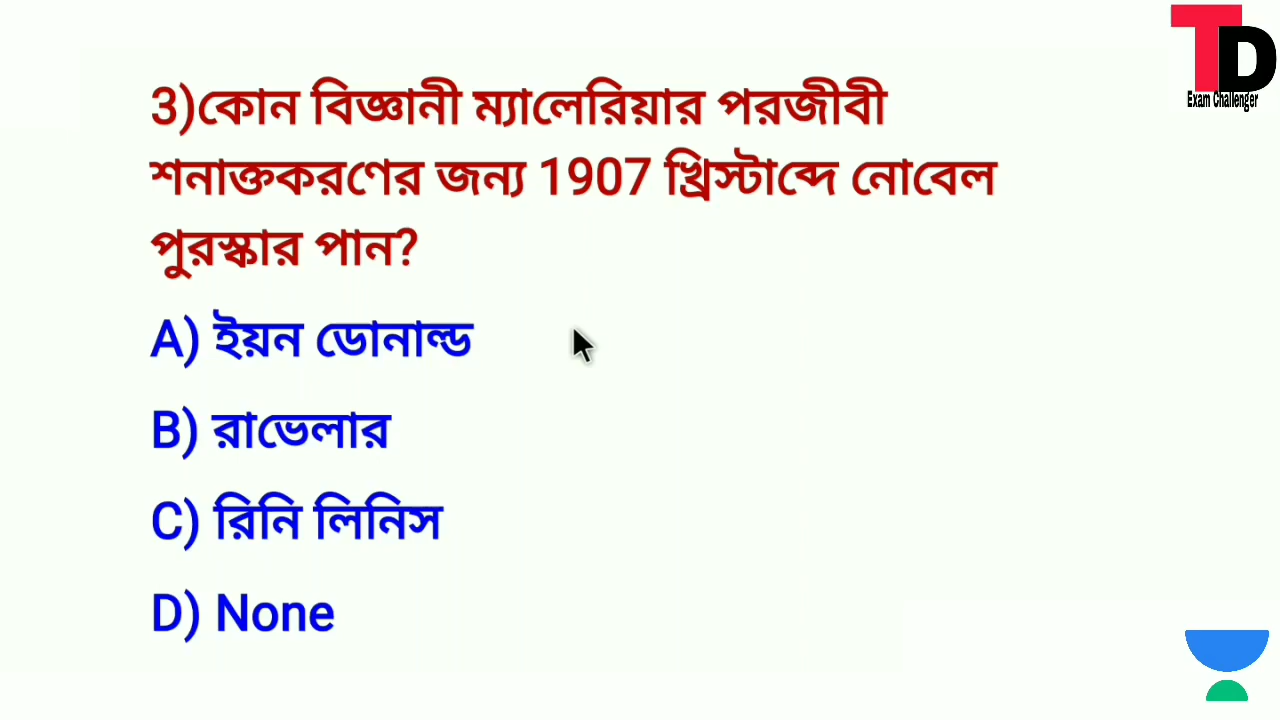 TD
Exam Challenger
3)কোন বিজ্ঞানী ম্যালেরিয়ার পরজীবী
শনাক্তকরণের জন্য 1907 খ্রিস্টাব্দে নোবেল
পুরস্কার পান?
A) ইয়ন ডোনাল্ড
B) রাভেলার
C) রিনি লিনিস
D) None